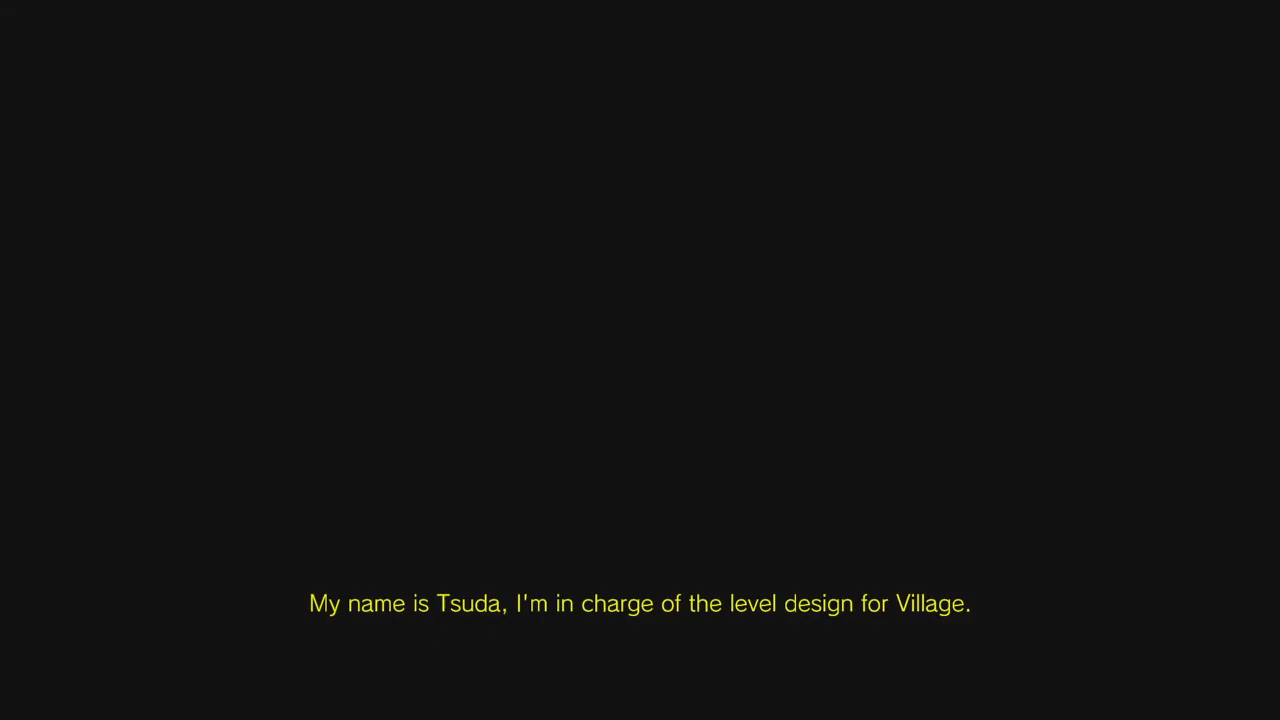 My name is Tsuda, I'm in charge of the level design for Village.